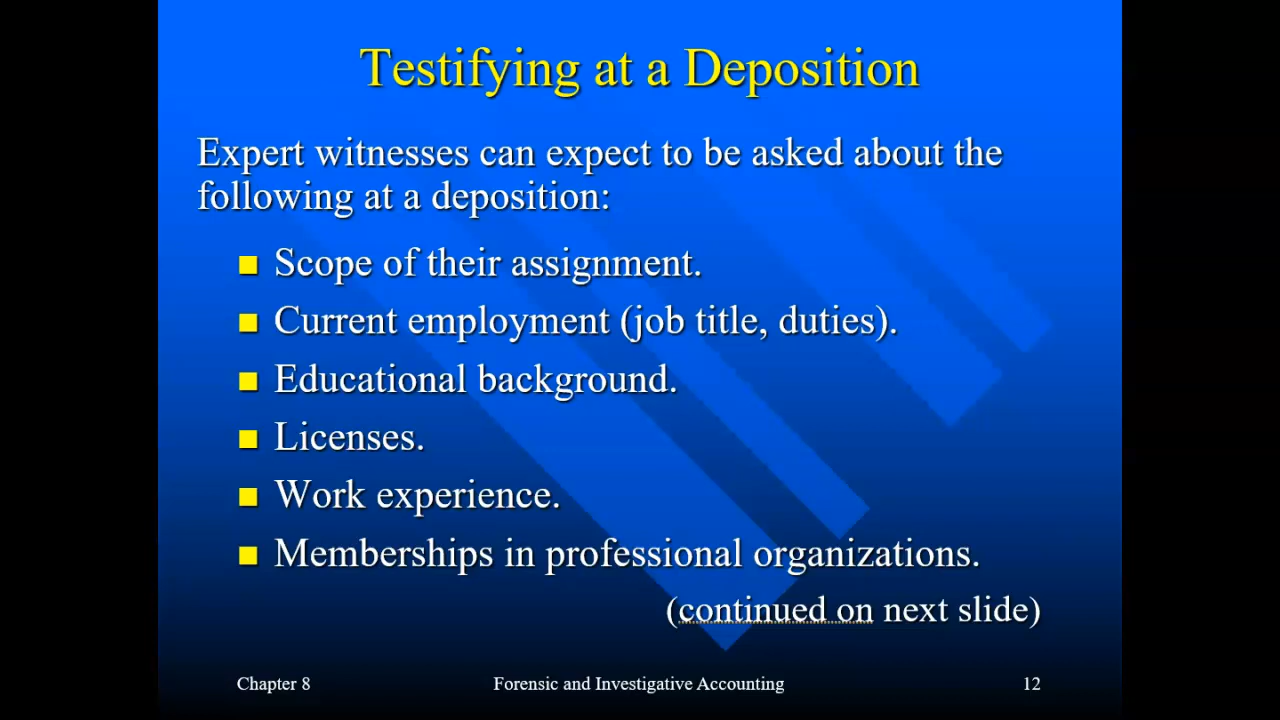 Testifying at a Deposition
Expert witnesses can expect to be asked about the
following at a deposition:
Scope of their assignment.
Current employment (job title, duties).
Educational background.
Licenses.
Work experience.
Memberships in professional organizations.
(continued on next slide)
Chapter 8
Forensic and Investigative Accounting
12